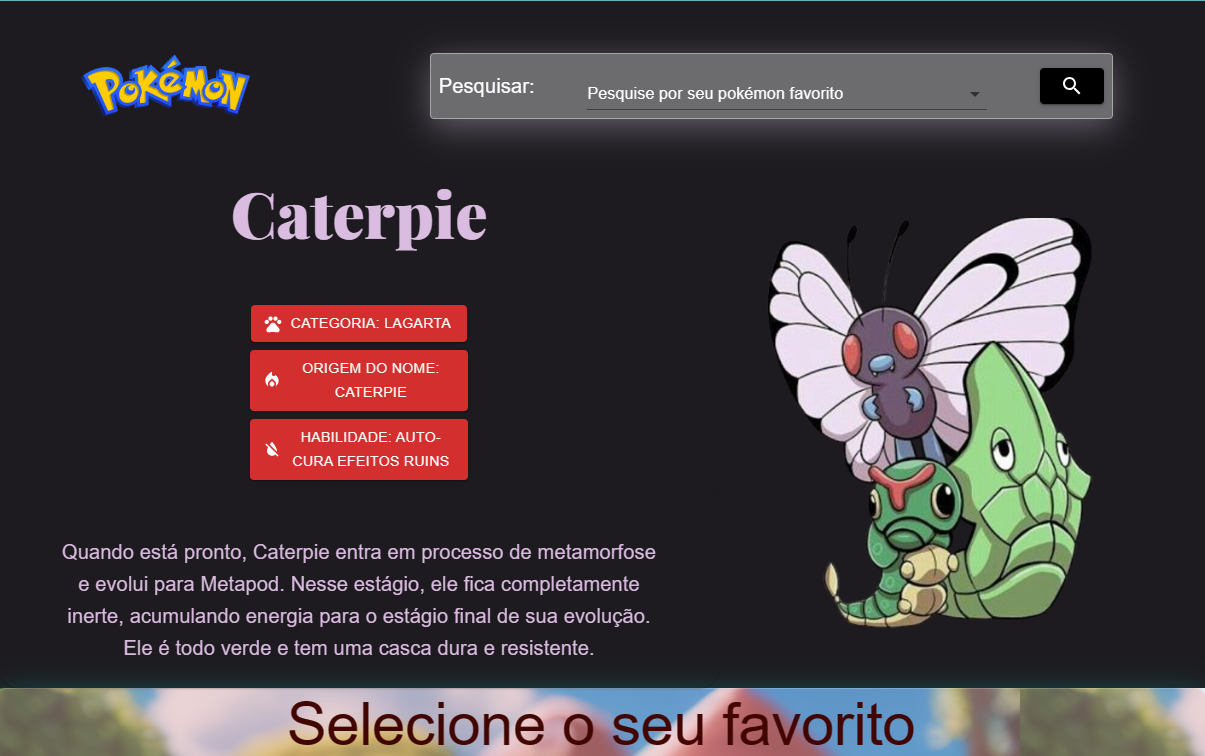 POKéMON
Pesquisar:
Pesquise por seu pokémon favorito
Caterpie
CATEGORIA: LAGARTA
ORIGEM DO NOME:
CATERPIE
HABILIDADE: AUTO-
CURA EFEITOS RUINS
Quando está pronto, Caterpie entra em processo de metamorfose
e evolui para Metapod. Nesse estágio, ele fica completamente
inerte, acumulando energia para o estágio final de sua evolução.
Ele é todo verde e tem uma casca dura e resistente.
Selecione o seu favorito